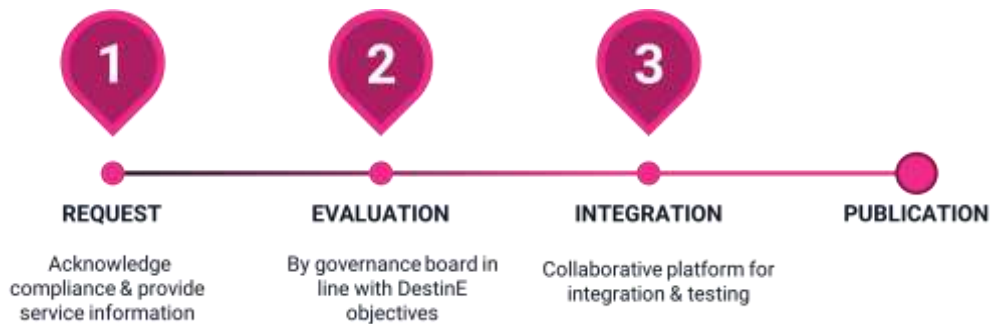 1
2
3
REQUEST
EVALUATION
INTEGRATION
PUBLICATION
Acknowledge
compliance & provide
service information
By governance board in
line with DestinE
objectives
Collaborative platform for
integration & testing